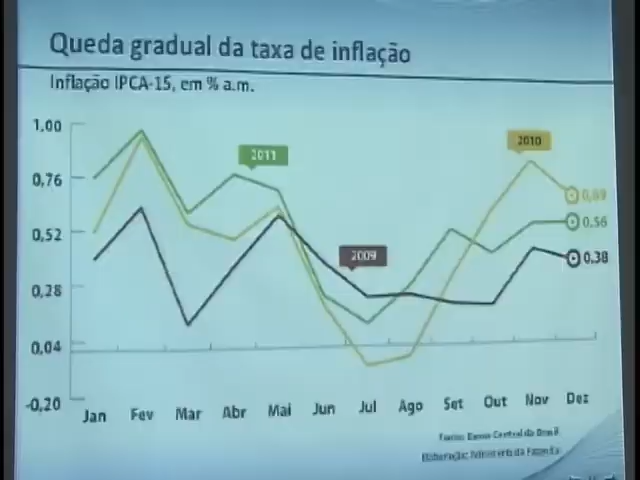 Queda gradual da taxa de inflação
Inflação IPCA-15, em % a.m.
1,00
0,76
0,52
0,28
0,04
-0,20
2011
2010
2009
0,69
0,56
0,38
Jan Fev Mar Abr Mai Jun Jul Ago Set Out Nov Dez
Fonte: Banco Central do Brasil
Elaboração: Ministério da Fazenda